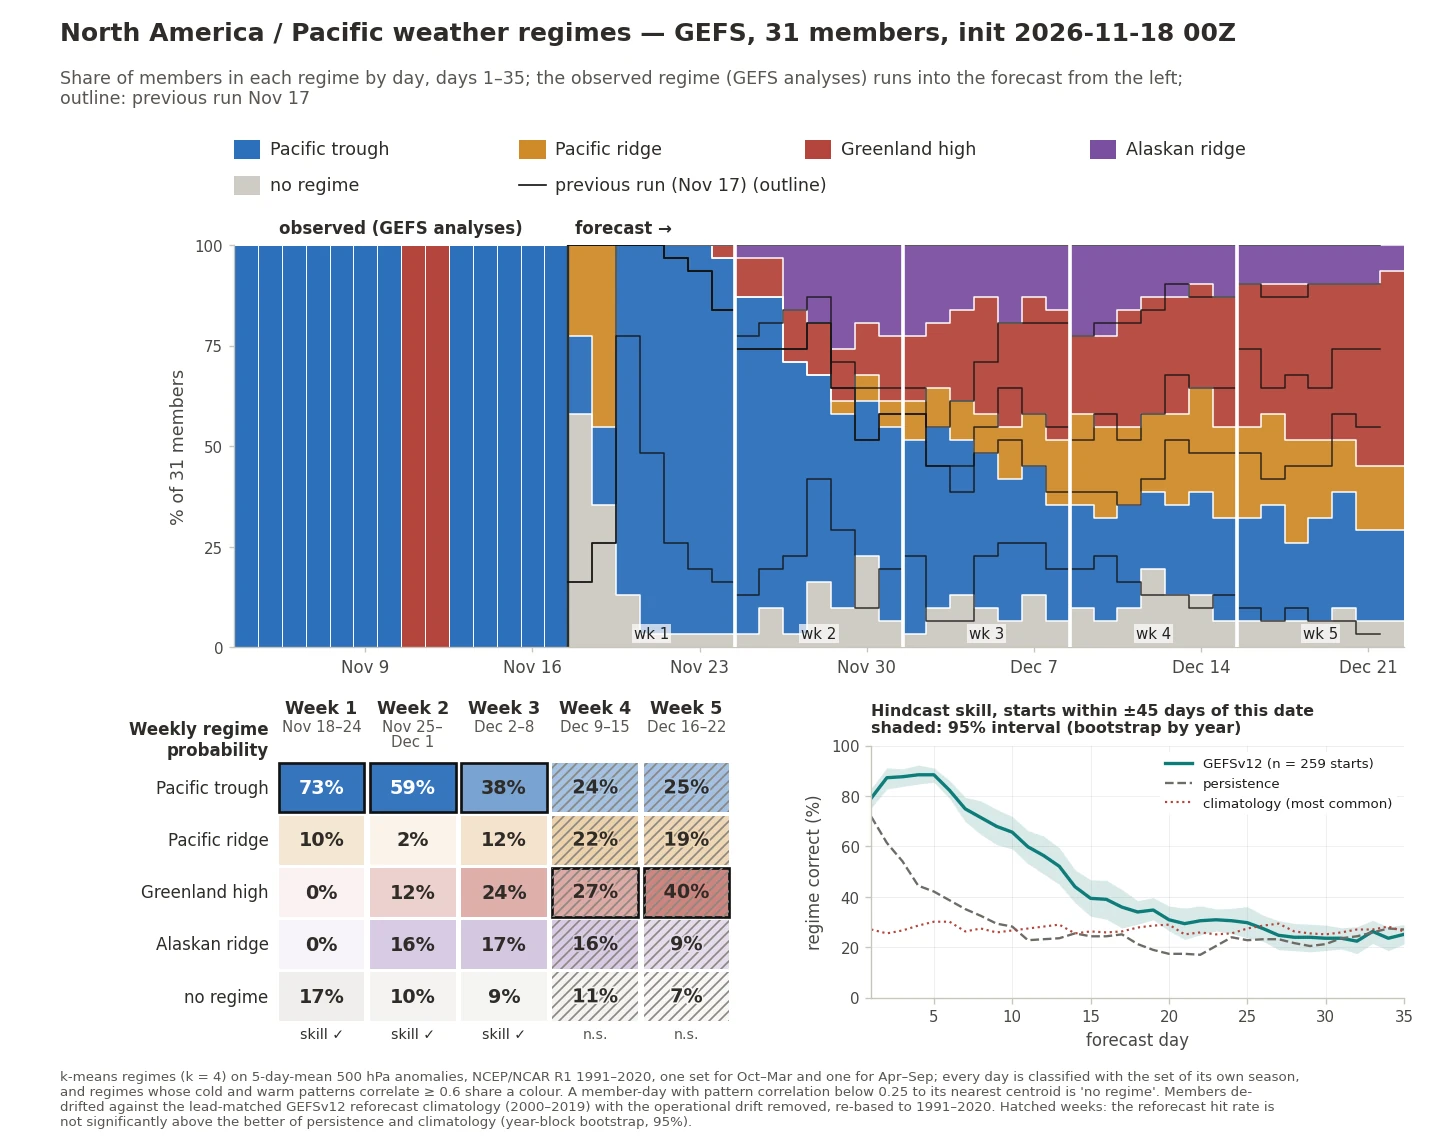 North America / Pacific weather regimes — GEFS, 31 members, init 2026-11-18 00Z
Share of members in each regime by day, days 1–35; the observed regime (GEFS analyses) runs into the forecast from the left;
outline: previous run Nov 17
Pacific trough
Pacific ridge
Greenland high
Alaskan ridge
no regime
previous run (Nov 17) (outline)
observed (GEFS analyses)
forecast →
100
75
50
25
0
% of 31 members
wk 1
wk 2
wk 3
wk 4
wk 5
Nov 9
Nov 16
Nov 23
Nov 30
Dec 7
Dec 14
Dec 21
Weekly regime
probability
Week 1
Nov 18–24
Week 2
Nov 25–
Dec 1
Week 3
Dec 2–8
Week 4
Dec 9–15
Week 5
Dec 16–22
Pacific trough 73% 59% 38% 24% 25%
Pacific ridge 10% 2% 12% 22% 19%
Greenland high 0% 12% 24% 27% 40%
Alaskan ridge 0% 16% 17% 16% 9%
no regime 17% 10% 9% 11% 7%
skill ✓ skill ✓ skill ✓ n.s. n.s.
Hindcast skill, starts within ±45 days of this date
shaded: 95% interval (bootstrap by year)
GEFSv12 (n = 259 starts)
persistence
climatology (most common)
100
80
60
40
20
0
regime correct (%)
5
10
15
20
25
30
35
forecast day
k-means regimes (k = 4) on 5-day-mean 500 hPa anomalies, NCEP/NCAR R1 1991–2020, one set for Oct–Mar and one for Apr–Sep; every day is classified with the set of its own season,
and regimes whose cold and warm patterns correlate ≥ 0.6 share a colour. A member-day with pattern correlation below 0.25 to its nearest centroid is 'no regime'. Members de-
drifted against the lead-matched GEFSv12 reforecast climatology (2000–2019) with the operational drift removed, re-based to 1991–2020. Hatched weeks: the reforecast hit rate is
not significantly above the better of persistence and climatology (year-block bootstrap, 95%).